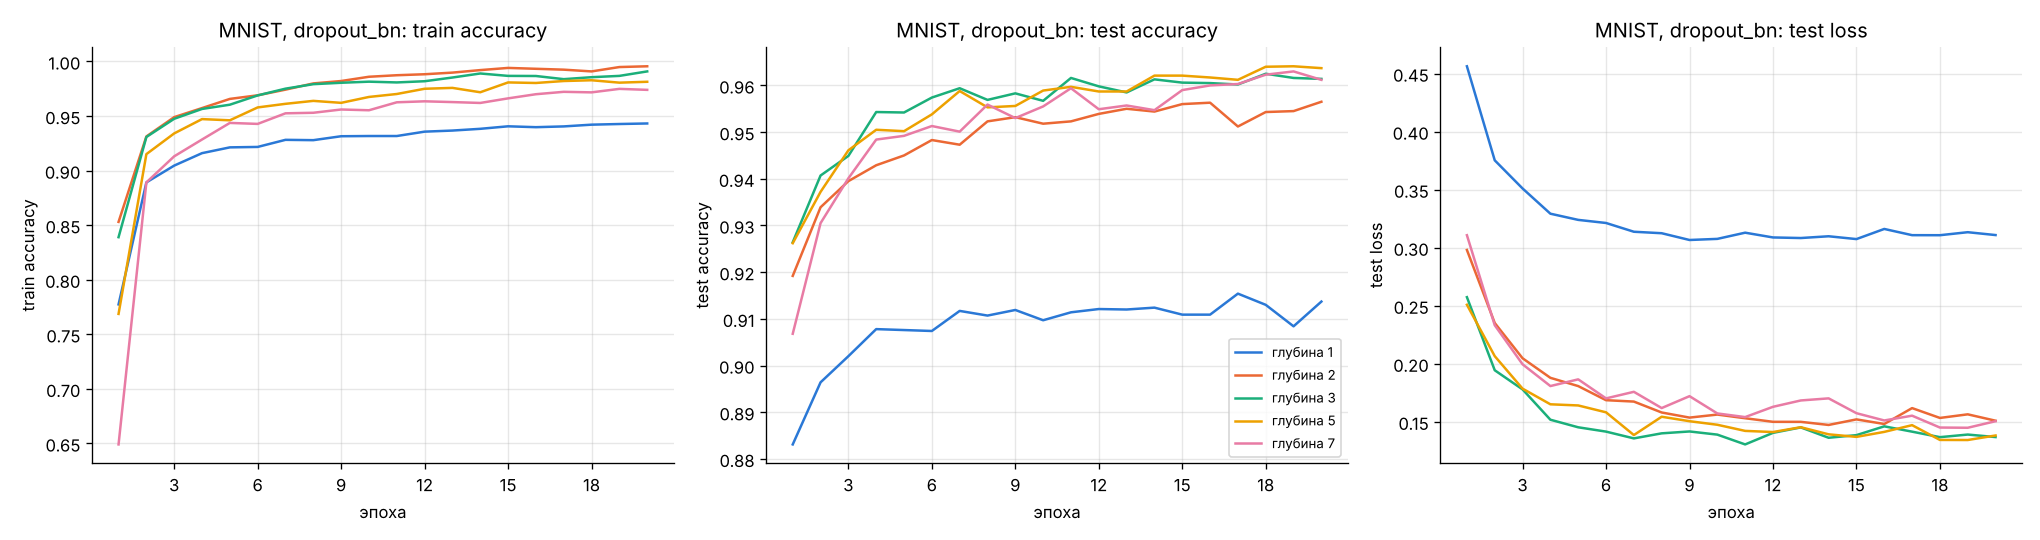 MNIST, dropout_bn: train accuracy
train accuracy
1.00
0.95
0.90
0.85
0.80
0.75
0.70
0.65
3 6 9 12 15 18
эпоха
MNIST, dropout_bn: test accuracy
test accuracy
0.96
0.95
0.94
0.93
0.92
0.91
0.90
0.89
0.88
3 6 9 12 15 18
эпоха
глубина 1
глубина 2
глубина 3
глубина 5
глубина 7
MNIST, dropout_bn: test loss
test loss
0.45
0.40
0.35
0.30
0.25
0.20
0.15
3 6 9 12 15 18
эпоха